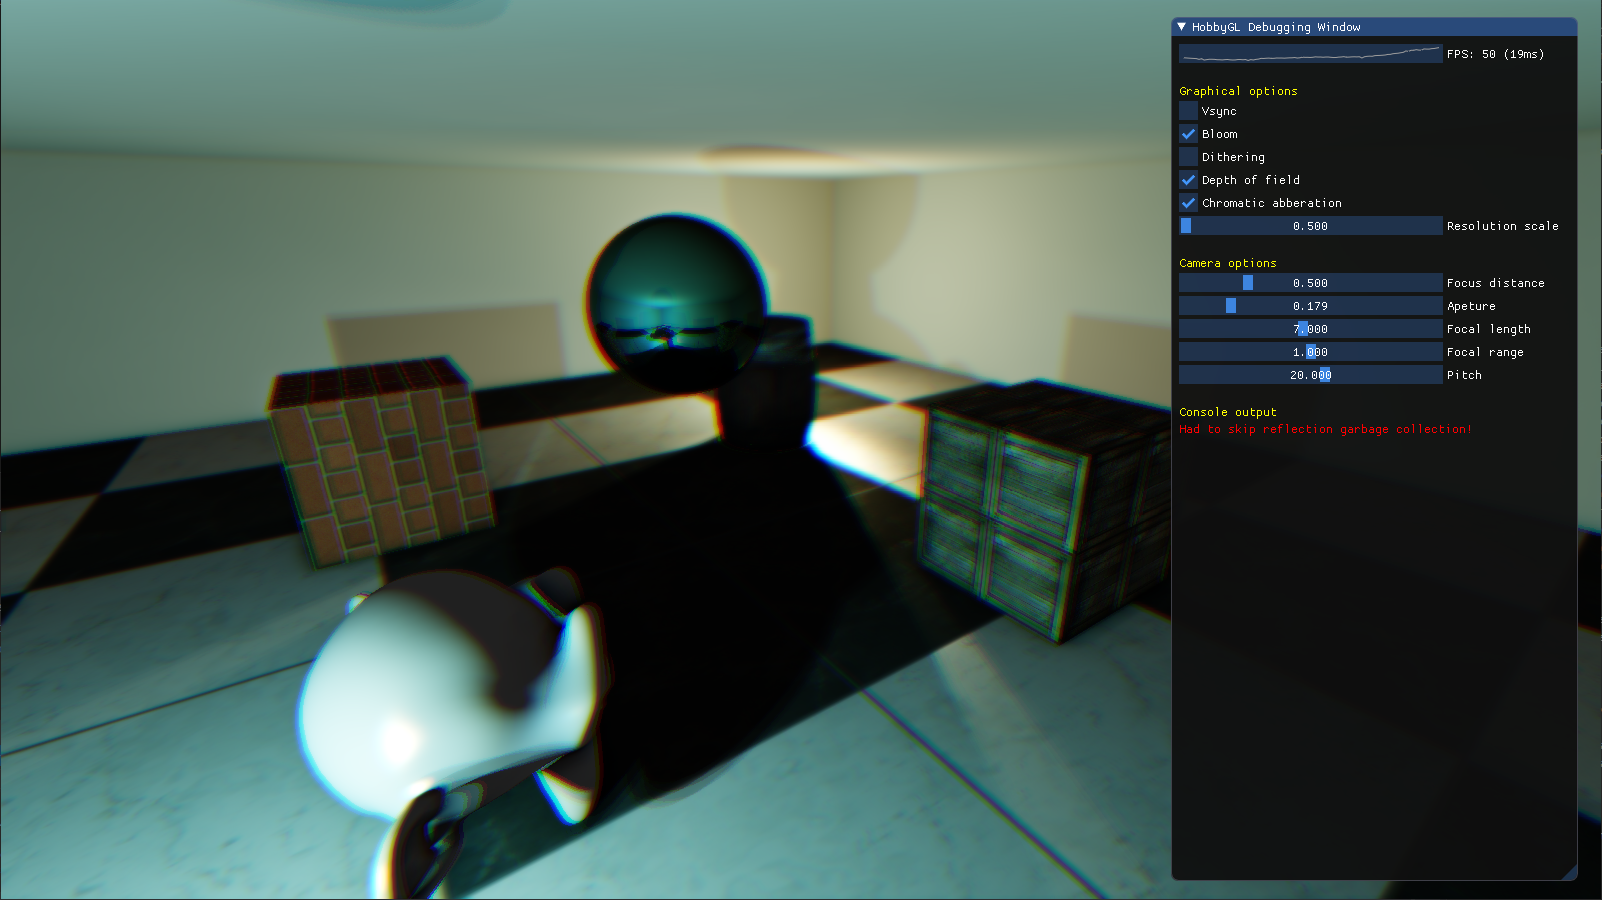 HobbyGL Debugging Window
FPS: 50 (19ms)
Graphical options
Vsync
Bloom
Dithering
Depth of field
Chromatic abberation
0.500 Resolution scale
Camera options
0.500 Focus distance
0.179 Apeture
7.000 Focal length
1.000 Focal range
20.000 Pitch
Console output
Had to skip reflection garbage collection!